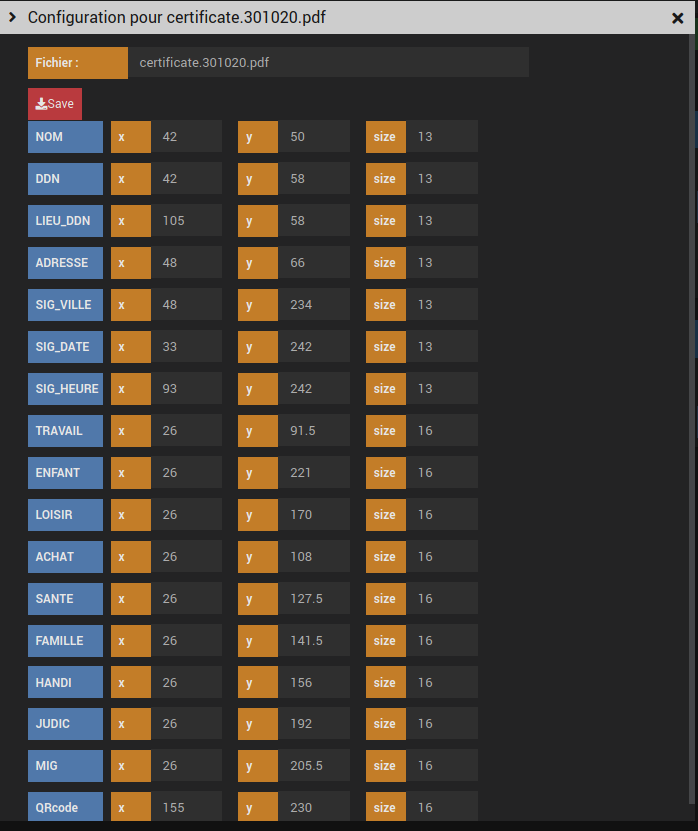 Configuration pour certificate.301020.pdf
Fichier : certificate.301020.pdf
Save
NOM x 42 y 50 size 13
DDN x 42 y 58 size 13
LIEU_DDN x 105 y 58 size 13
ADRESSE x 48 y 66 size 13
SIG_VILLE x 48 y 234 size 13
SIG_DATE x 33 y 242 size 13
SIG_HEURE x 93 y 242 size 13
TRAVAIL x 26 y 91.5 size 16
ENFANT x 26 y 221 size 16
LOISIR x 26 y 170 size 16
ACHAT x 26 y 108 size 16
SANTE x 26 y 127.5 size 16
FAMILLE x 26 y 141.5 size 16
HANDI x 26 y 156 size 16
JUDIC x 26 y 192 size 16
MIG x 26 y 205.5 size 16
QRcode x 155 y 230 size 16